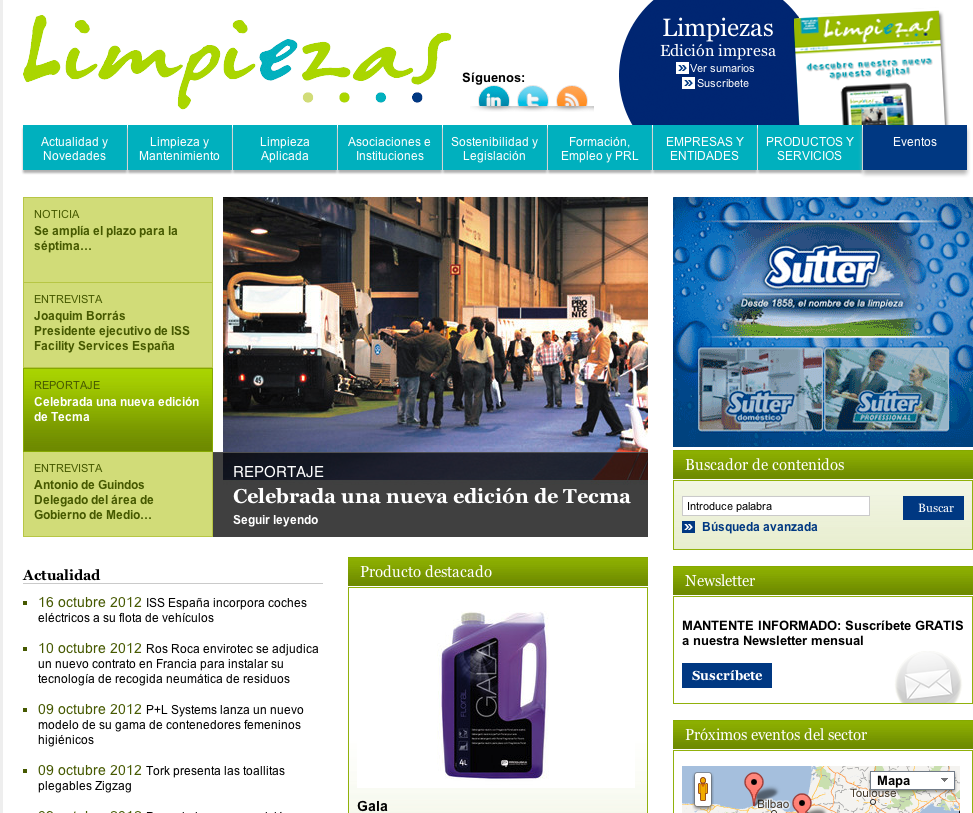 Limpiezas
Síguenos:
Limpiezas
Edición impresa
Ver sumarios
Suscríbete
Limpiezas
descubre nuestra nueva
apuesta digital
Actualidad y
Novedades
Limpieza y
Mantenimiento
Limpieza
Aplicada
Asociaciones e
Instituciones
Sostenibilidad y
Legislación
Formación,
Empleo y PRL
EMPRESAS Y
ENTIDADES
PRODUCTOS Y
SERVICIOS
Eventos
NOTICIA
Se amplía el plazo para la
séptima…
ENTREVISTA
Joaquim Borrás
Presidente ejecutivo de ISS
Facility Services España
REPORTAJE
Celebrada una nueva edición
de Tecma
ENTREVISTA
Antonio de Guindos
Delegado del área de
Gobierno de Medio…
45
REPORTAJE
Celebrada una nueva edición de Tecma
Seguir leyendo
Sutter
Desde 1858, el nombre de la limpieza
Sutter
doméstico
Sutter
PROFESSIONAL
Buscador de contenidos
Introduce palabra
Buscar
Búsqueda avanzada
Newsletter
MANTENTE INFORMADO: Suscríbete GRATIS
a nuestra Newsletter mensual
Suscríbete
Próximos eventos del sector
Mapa
Toulouse
Bilbao
Actualidad
16 octubre 2012 ISS España incorpora coches
eléctricos a su flota de vehículos
10 octubre 2012 Ros Roca envirotec se adjudica
un nuevo contrato en Francia para instalar su
tecnología de recogida neumática de residuos
09 octubre 2012 P+L Systems lanza un nuevo
modelo de su gama de contenedores femeninos
higiénicos
09 octubre 2012 Tork presenta las toallitas
plegables Zigzag
Producto destacado
GALA
FLORAL
4L
Gala